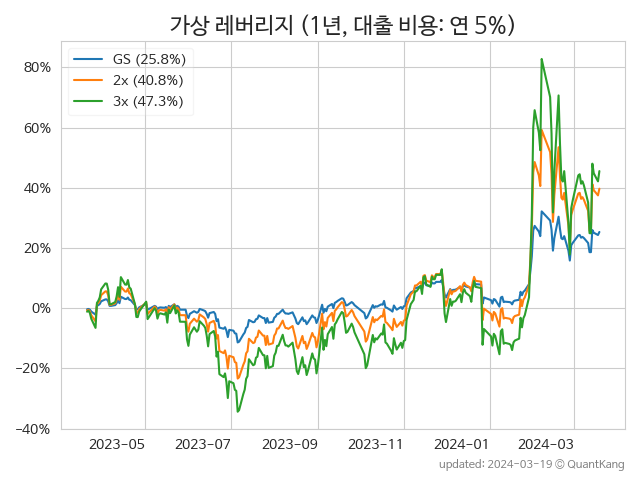 가상 레버리지 (1년, 대출 비용: 연 5%)
GS (25.8%)
2x (40.8%)
3x (47.3%)
80%
60%
40%
20%
0%
−20%
−40%
2023-05
2023-07
2023-09
2023-11
2024-01
2024-03
updated: 2024-03-19 © QuantKang